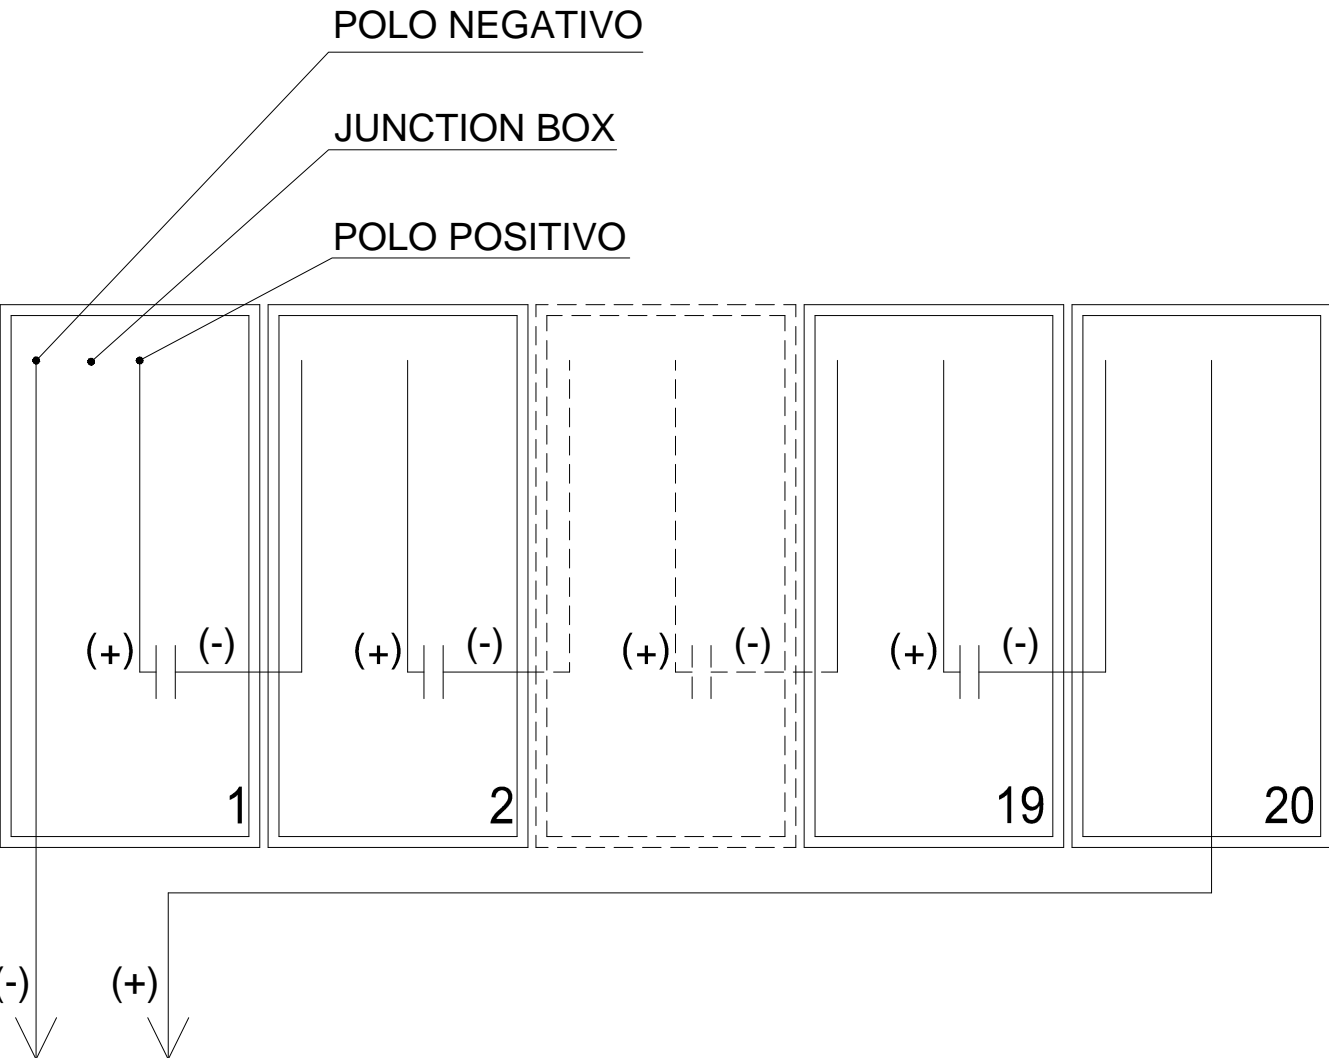 POLO NEGATIVO
JUNCTION BOX
POLO POSITIVO
(+) (-) (+) (-) (+) (-) (+) (-)
1 2 19 20
(-) (+)